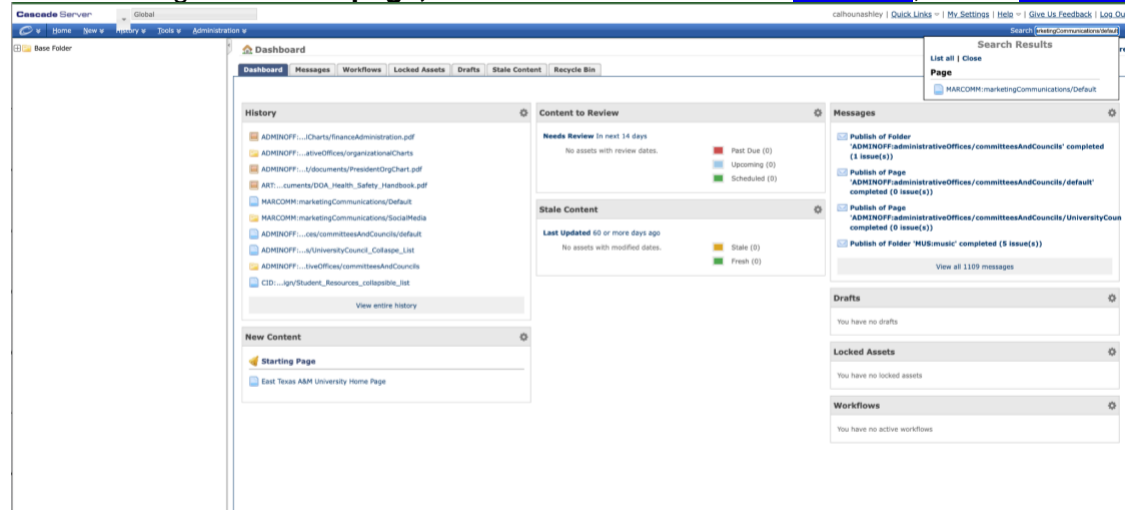 Cascade Server
Global
calhounashley | Quick Links | My Settings | Help | Give Us Feedback | Log Ou
Home New History Tools Administration
Search
Base Folder
Dashboard
Search Results
List all | Close
Page
MARCOMM:marketingCommunications/Default
Dashboard Messages Workflows Locked Assets Drafts Stale Content Recycle Bin
History
ADMINOFF:...lCharts/financeAdministration.pdf
ADMINOFF:...ativeOffices/organizationalCharts
ADMINOFF:...t/documents/PresidentOrgChart.pdf
ART:...cuments/DOA_Health_Safety_Handbook.pdf
MARCOMM:marketingCommunications/Default
MARCOMM:marketingCommunications/SocialMedia
ADMINOFF:...ces/committeesAndCouncils/default
ADMINOFF:...s/UniversityCouncil_Collaspe_List
ADMINOFF:...tiveOffices/committeesAndCouncils
CID:...ign/Student_Resources_collapsible_list
View entire history
New Content
Starting Page
East Texas A&M University Home Page
Content to Review
Needs Review In next 14 days
No assets with review dates.
Past Due (0)
Upcoming (0)
Scheduled (0)
Stale Content
Last Updated 60 or more days ago
No assets with modified dates.
Stale (0)
Fresh (0)
Messages
Publish of Folder
'ADMINOFF:administrativeOffices/committeesAndCouncils' completed
(1 issue(s))
Publish of Page
'ADMINOFF:administrativeOffices/committeesAndCouncils/default'
completed (0 issue(s))
Publish of Page
'ADMINOFF:administrativeOffices/committeesAndCouncils/UniversityCoun
completed (0 issue(s))
Publish of Folder 'MUS:music' completed (5 issue(s))
View all 1109 messages
Drafts
You have no drafts
Locked Assets
You have no locked assets
Workflows
You have no active workflows